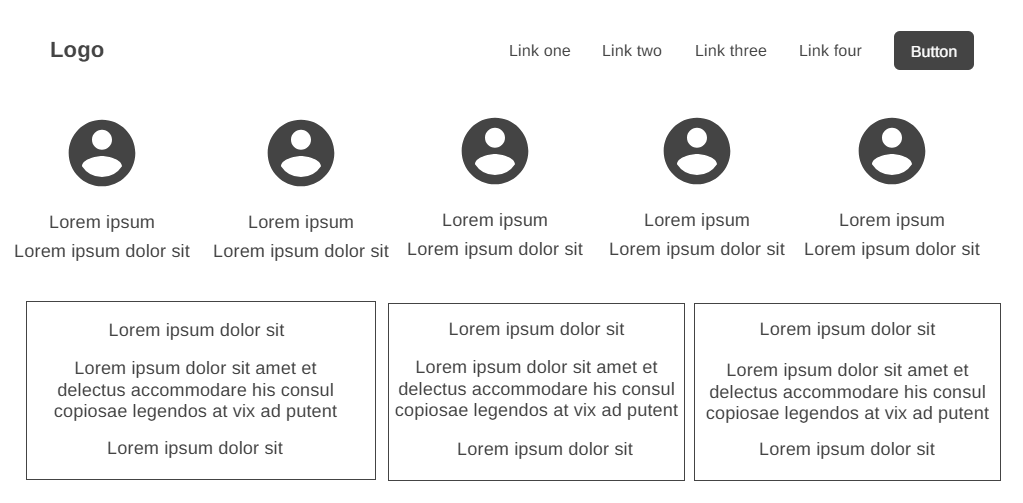 Logo
Link one
Link two
Link three
Link four
Button
Lorem ipsum
Lorem ipsum dolor sit
Lorem ipsum
Lorem ipsum dolor sit
Lorem ipsum
Lorem ipsum dolor sit
Lorem ipsum
Lorem ipsum dolor sit
Lorem ipsum
Lorem ipsum dolor sit
Lorem ipsum dolor sit
Lorem ipsum dolor sit amet et
delectus accommodare his consul
copiosae legendos at vix ad putent
Lorem ipsum dolor sit
Lorem ipsum dolor sit
Lorem ipsum dolor sit amet et
delectus accommodare his consul
copiosae legendos at vix ad putent
Lorem ipsum dolor sit
Lorem ipsum dolor sit
Lorem ipsum dolor sit amet et
delectus accommodare his consul
copiosae legendos at vix ad putent
Lorem ipsum dolor sit